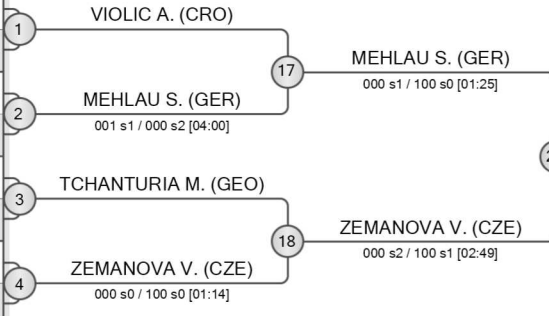 VIOLIC A. (CRO)
1
17
MEHLAU S. (GER)
000 s1 / 100 s0 [01:25]
MEHLAU S. (GER)
2
001 s1 / 000 s2 [04:00]
TCHANTURIA M. (GEO)
3
18
ZEMANOVA V. (CZE)
000 s2 / 100 s1 [02:49]
ZEMANOVA V. (CZE)
4
000 s0 / 100 s0 [01:14]